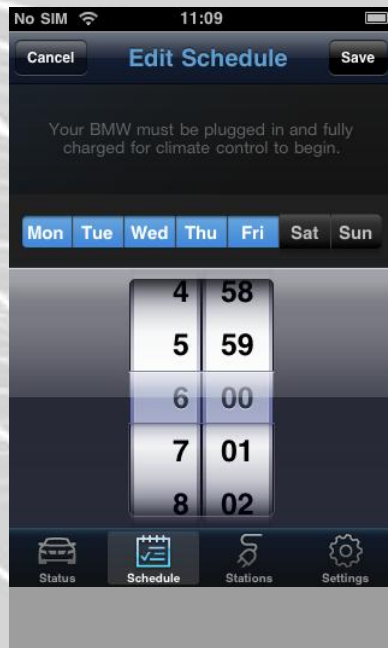 No SIM 11:09
Cancel Edit Schedule Save
Your BMW must be plugged in and fully
charged for climate control to begin.
Mon Tue Wed Thu Fri Sat Sun
4 58
5 59
6 00
7 01
8 02
Status Schedule Stations Settings